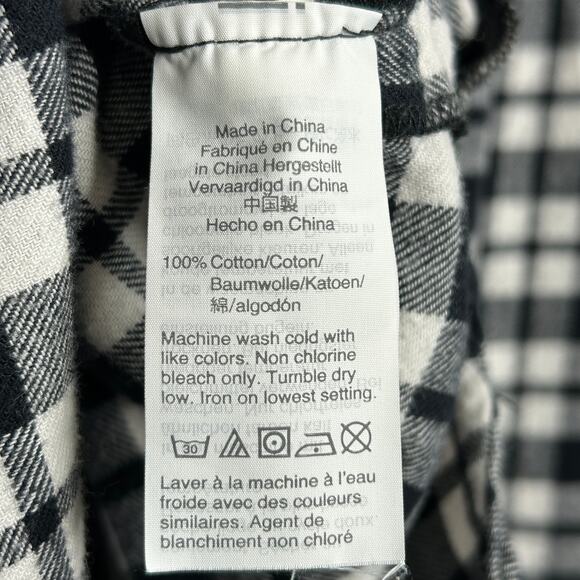 Made in China
Fabriqué en Chine
in China Hergestellt
Vervaardigd in China
中国製
Hecho en China
100% Cotton/Coton/
Baumwolle/Katoen/
綿/algodón
Machine wash cold with
like colors. Non chlorine
bleach only. Tumble dry
low. Iron on lowest setting.
30
Laver à la machine à l'eau
froide avec des couleurs
similaires. Agent de
blanchiment non chloré